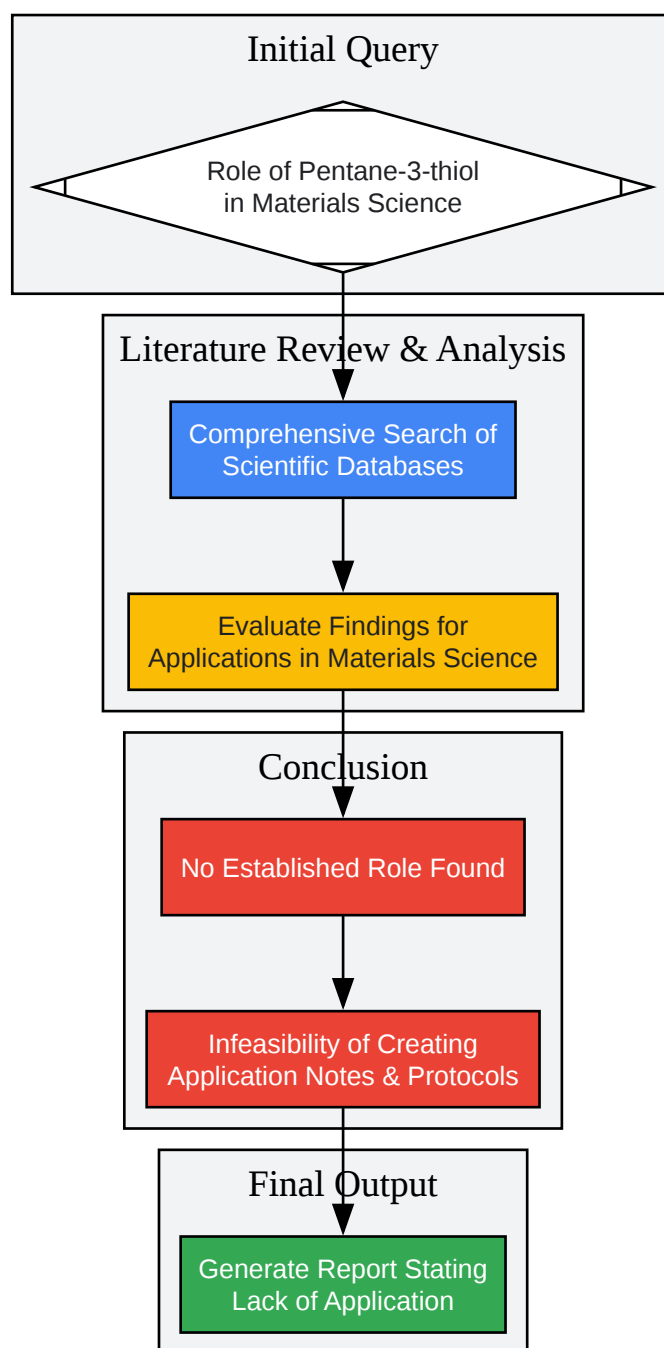 Initial Query
Role of Pentane-3-thiol
in Materials Science
Literature Review & Analysis
Comprehensive Search of
Scientific Databases
Evaluate Findings for
Applications in Materials Science
Conclusion
No Established Role Found
Infeasibility of Creating
Application Notes & Protocols
Final Output
Generate Report Stating
Lack of Application